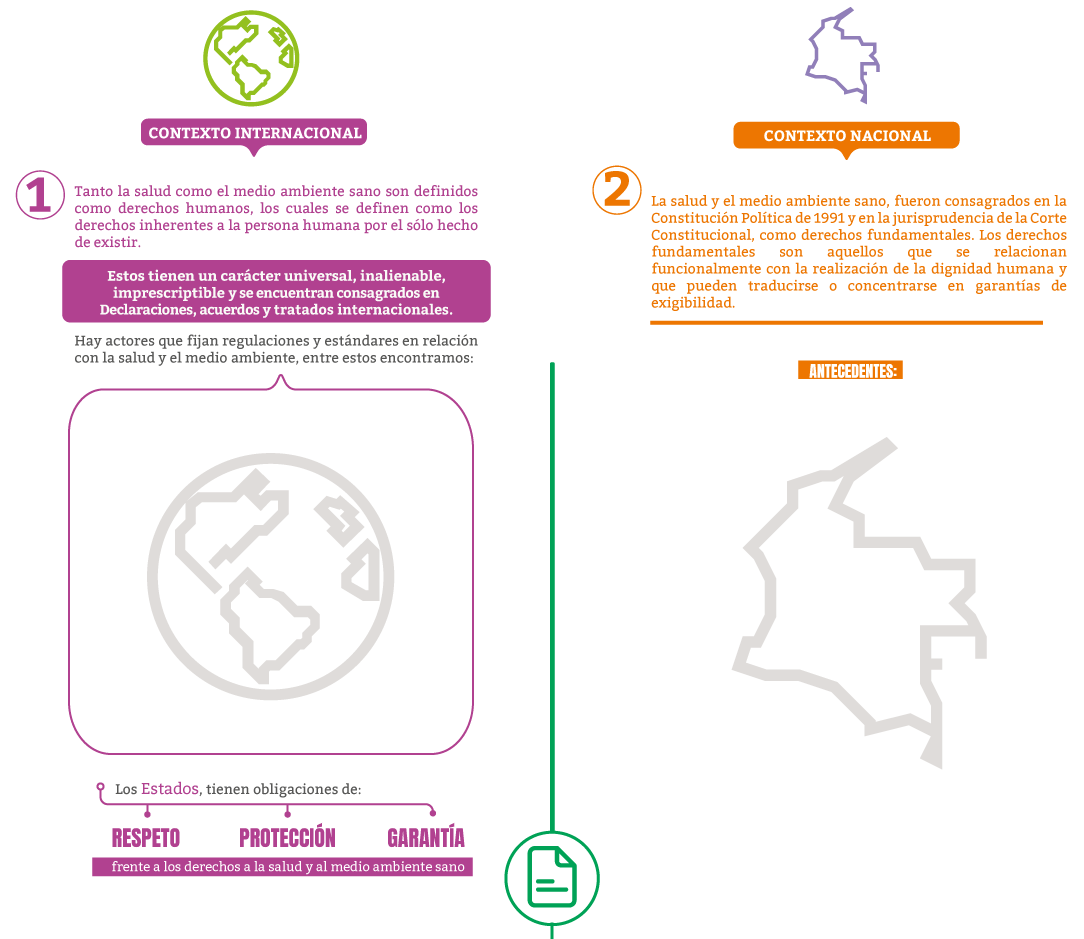 CONTEXTO INTERNACIONAL
1
Tanto la salud como el medio ambiente sano son definidos
como derechos humanos, los cuales se definen como los
derechos inherentes a la persona humana por el sólo hecho
de existir.
Estos tienen un carácter universal, inalienable,
imprescriptible y se encuentran consagrados en
Declaraciones, acuerdos y tratados internacionales.
Hay actores que fijan regulaciones y estándares en relación
con la salud y el medio ambiente, entre estos encontramos:
Los Estados, tienen obligaciones de:
RESPETO PROTECCIÓN GARANTÍA
frente a los derechos a la salud y al medio ambiente sano
CONTEXTO NACIONAL
2
La salud y el medio ambiente sano, fueron consagrados en la
Constitución Política de 1991 y en la jurisprudencia de la Corte
Constitucional, como derechos fundamentales. Los derechos
fundamentales son aquellos que se relacionan
funcionalmente con la realización de la dignidad humana y
que pueden traducirse o concentrarse en garantías de
exigibilidad.
ANTECEDENTES: